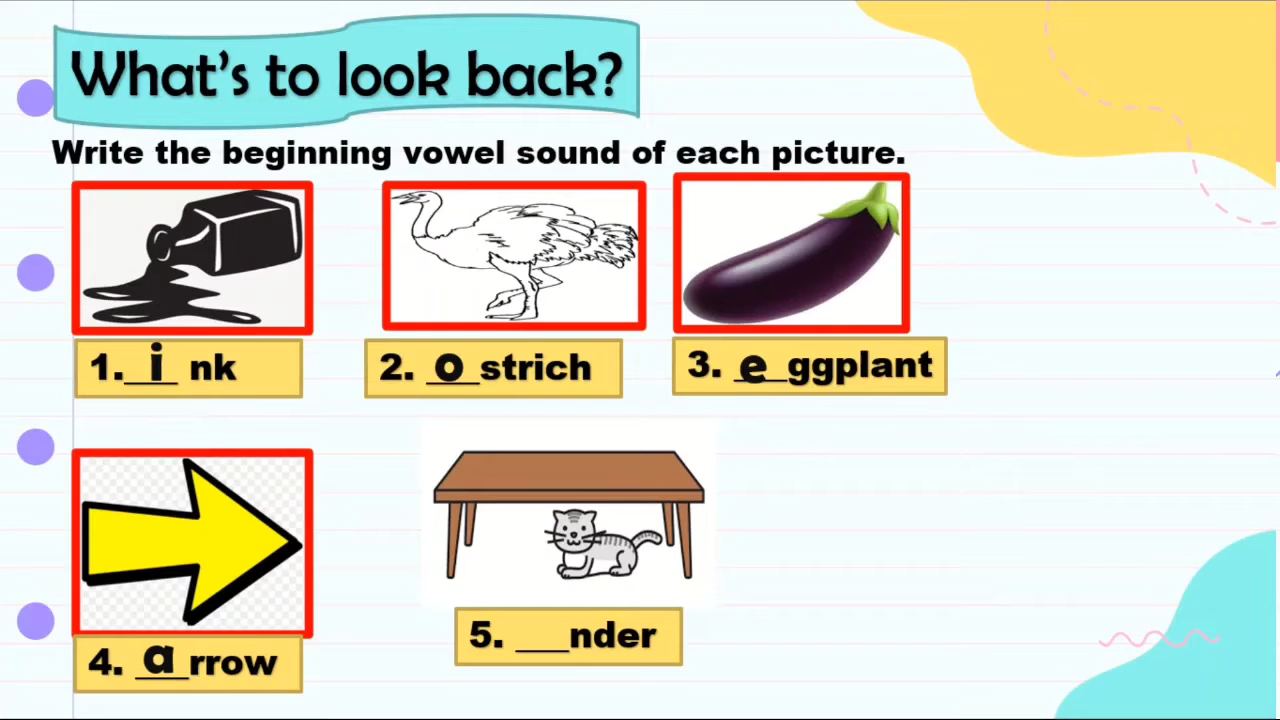 What's to look back?
Write the beginning vowel sound of each picture.
1. i nk
2. o strich
3. e ggplant
4. a rrow
5. ___nder